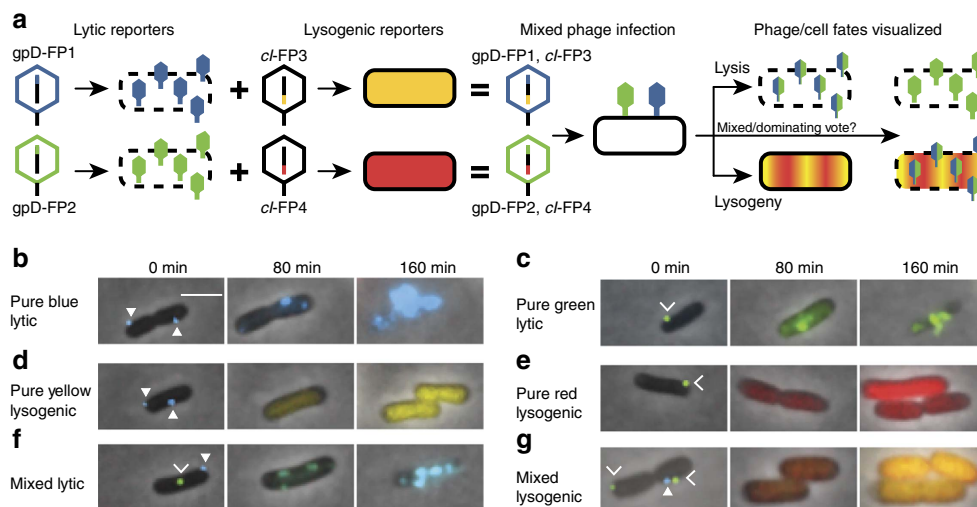 a
Lytic reporters
Lysogenic reporters
Mixed phage infection
Phage/cell fates visualized
gpD-FP1
cI-FP3
gpD-FP1, cI-FP3
Lysis
+
=
Mixed/dominating vote?
+
=
gpD-FP2
cI-FP4
gpD-FP2, cI-FP4
Lysogeny
b
0 min
80 min
160 min
Pure blue
lytic
c
0 min
80 min
160 min
Pure green
lytic
d
Pure yellow
lysogenic
e
Pure red
lysogenic
f
Mixed lytic
g
Mixed
lysogenic